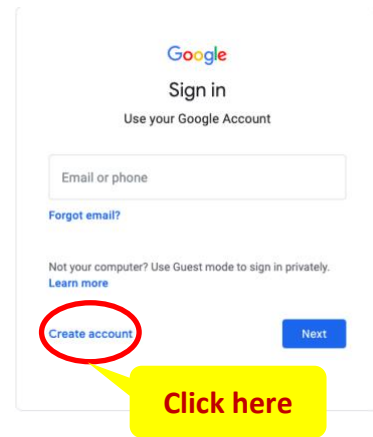 Google
Sign in
Use your Google Account
Email or phone
Forgot email?
Not your computer? Use Guest mode to sign in privately.
Learn more
Create account
Next
Click here